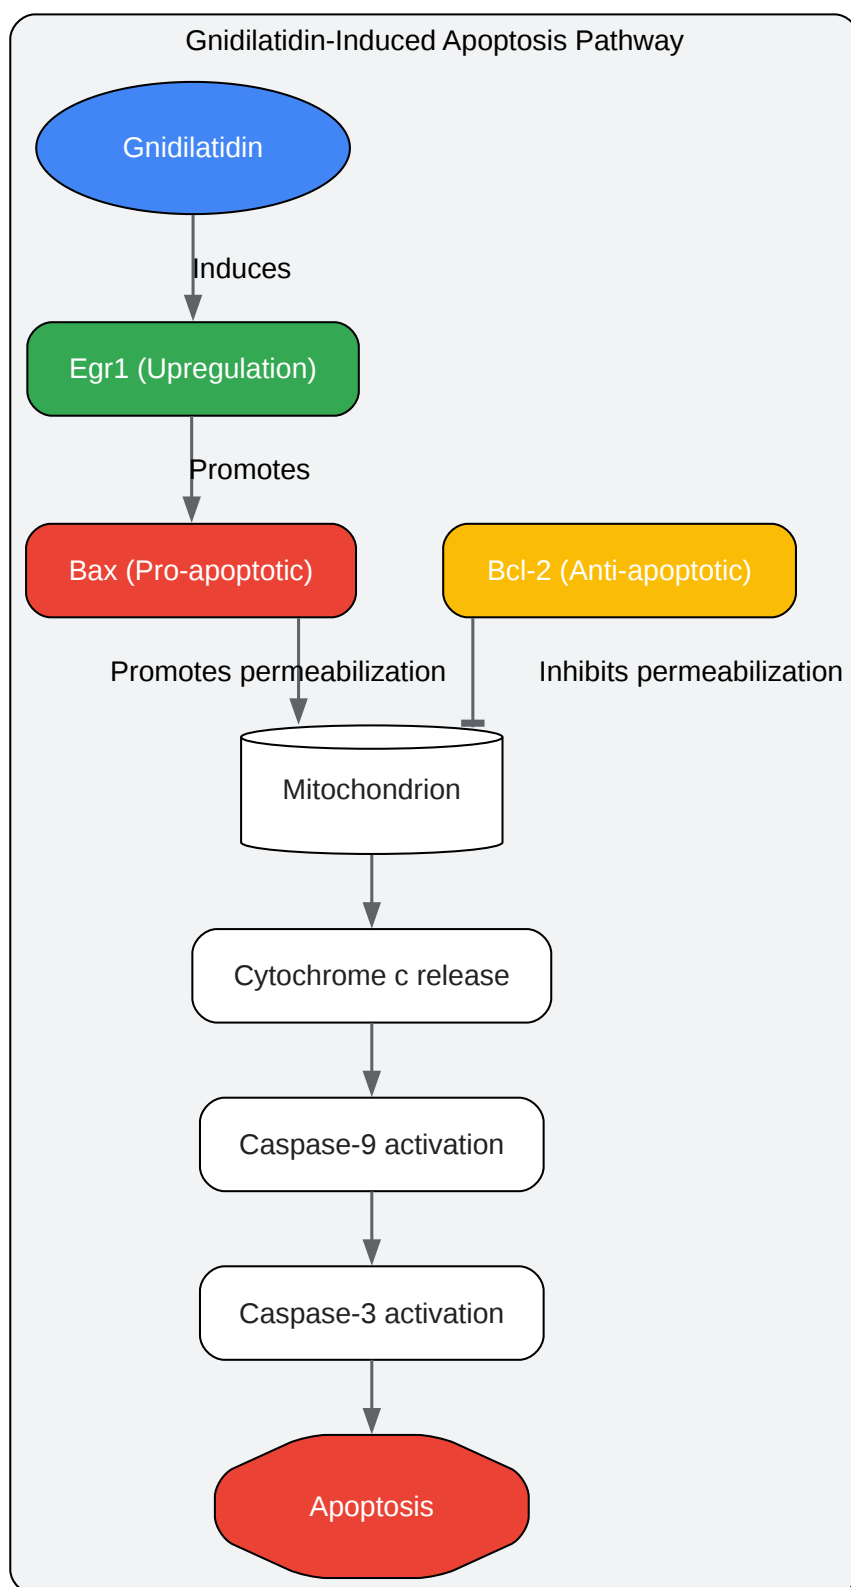 Gnidilatidin-Induced Apoptosis Pathway
Gnidilatidin
Induces
Egr1 (Upregulation)
Promotes
Bax (Pro-apoptotic)
Bcl-2 (Anti-apoptotic)
Promotes permeabilization
Inhibits permeabilization
Mitochondrion
Cytochrome c release
Caspase-9 activation
Caspase-3 activation
Apoptosis